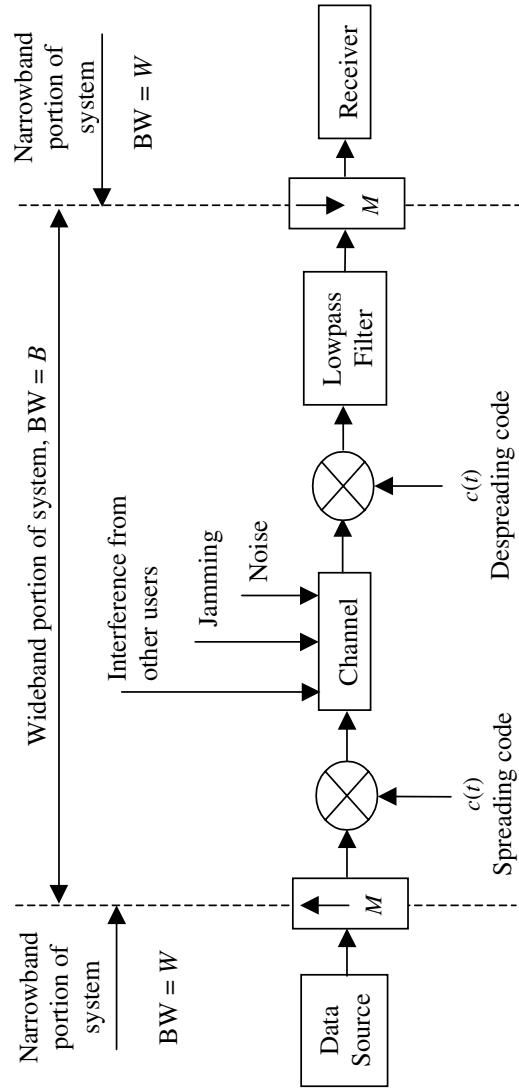 Narrowband
portion of
system
BW = W
Wideband portion of system, BW = B
Narrowband
portion of
system
BW = W
Interference from
other users
Jamming
Noise
Data
Source
M
Channel
Lowpass
Filter
M
Receiver
c(t)
Spreading code
c(t)
Despreading code